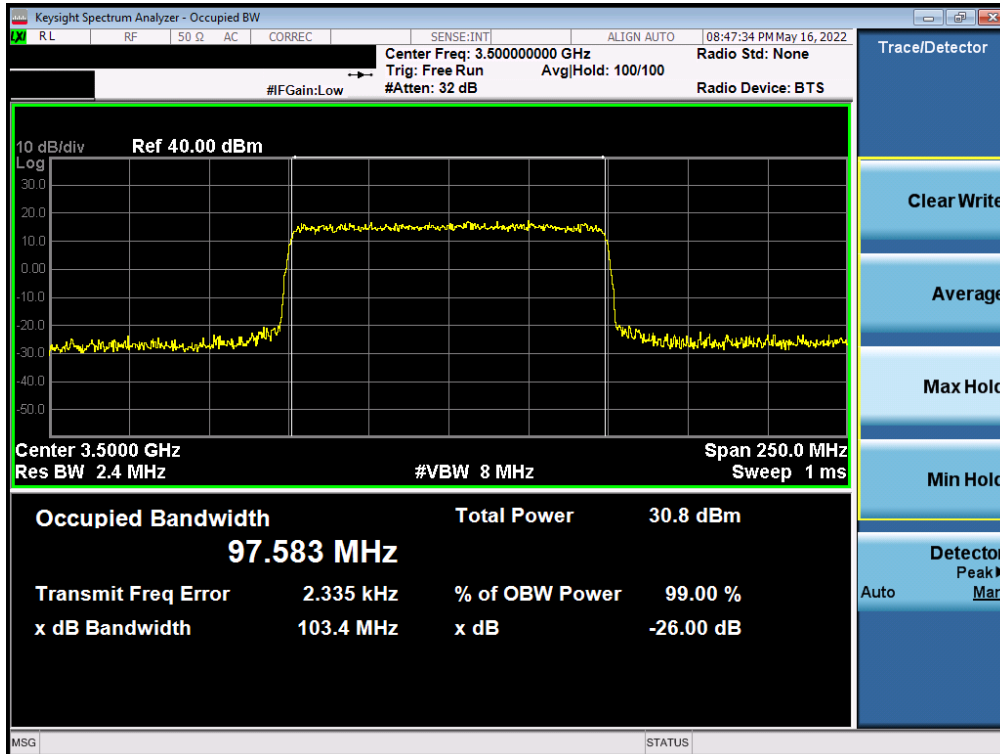 Keysight Spectrum Analyzer - Occupied BW
LXI RL RF 50 Ω AC CORREC SENSE:INT ALIGN AUTO 08:47:34 PM May 16, 2022
Center Freq: 3.500000000 GHz Radio Std: None
Trig: Free Run Avg|Hold: 100/100
#IFGain:Low #Atten: 32 dB Radio Device: BTS
Trace/Detector
10 dB/div Ref 40.00 dBm
Log
30.0
20.0
10.0
0.00
-10.0
-20.0
-30.0
-40.0
-50.0
Center 3.5000 GHz Span 250.0 MHz
Res BW 2.4 MHz #VBW 8 MHz Sweep 1 ms
Occupied Bandwidth Total Power 30.8 dBm
97.583 MHz
Transmit Freq Error 2.335 kHz % of OBW Power 99.00 %
x dB Bandwidth 103.4 MHz x dB -26.00 dB
Clear Write
Average
Max Hold
Min Hold
Detector
Peak
Auto Man
MSG STATUS